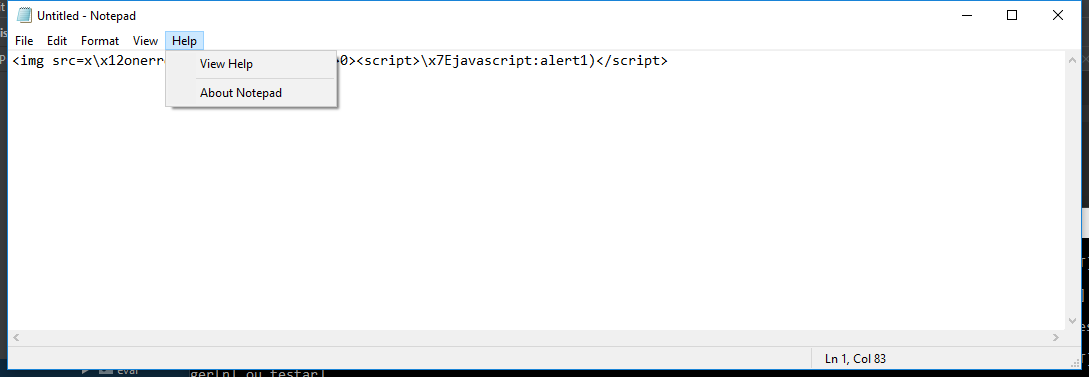 Untitled - Notepad
File Edit Format View Help
<img src=x\x12onerr 0><script>\x7Ejavascript:alert1)</script>
View Help
About Notepad
Ln 1, Col 83
eval
ger[n] ou testar[